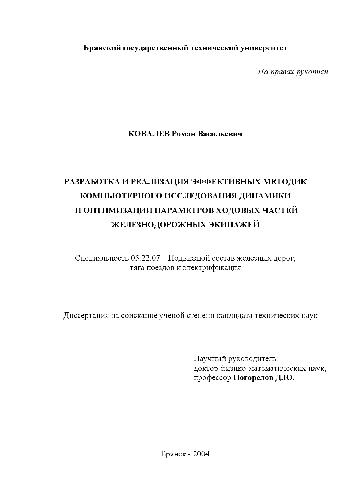 Брянский государственный технический университет
На правах рукописи
КОВАЛЕВ Роман Васильевич
РАЗРАБОТКА И РЕАЛИЗАЦИЯ ЭФФЕКТИВНЫХ МЕТОДИК
КОМПЬЮТЕРНОГО ИССЛЕДОВАНИЯ ДИНАМИКИ
И ОПТИМИЗАЦИИ ПАРАМЕТРОВ ХОДОВЫХ ЧАСТЕЙ
ЖЕЛЕЗНОДОРОЖНЫХ ЭКИПАЖЕЙ
Специальность 05.22.07 – Подвижной состав железных дорог,
тяга поездов и электрификация
Диссертация на соискание ученой степени кандидата технических наук
Научный руководитель
доктор физико-математических наук,
профессор Погорелов Д.Ю.
Брянск - 2004